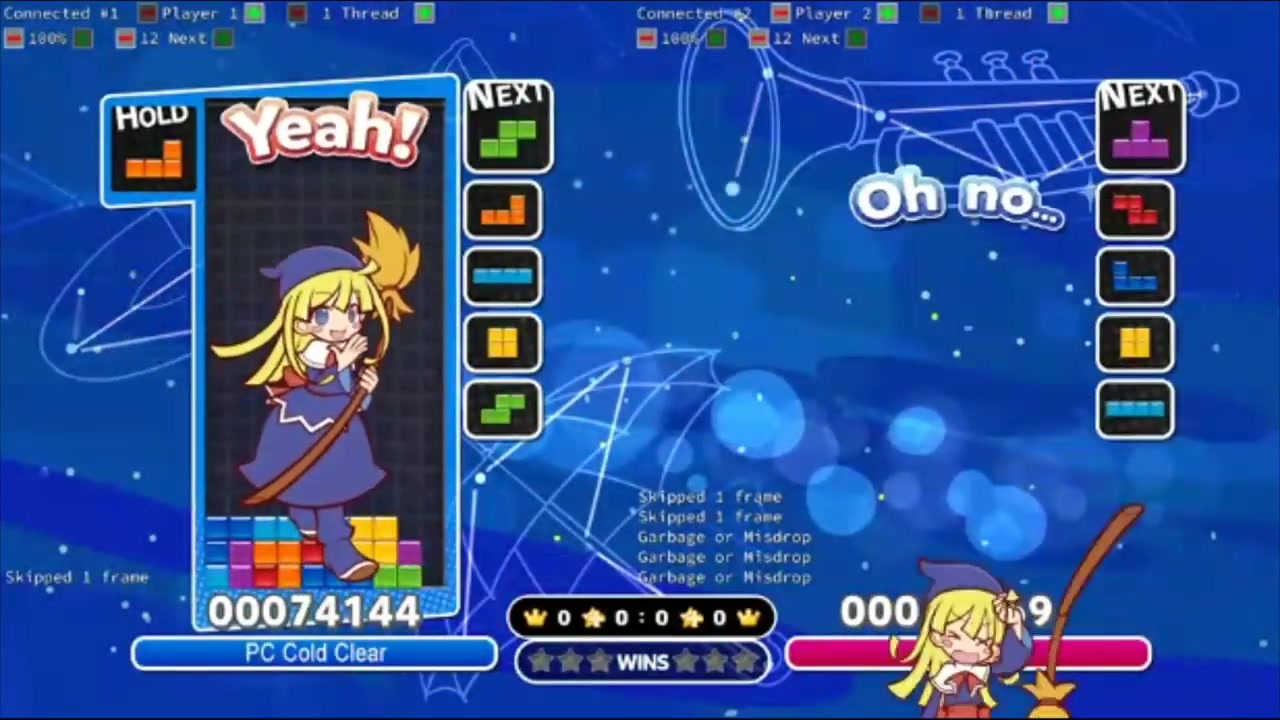 Connected #1 Player 1 1 Thread
100% 12 Next
Connected #2 Player 2 1 Thread
100% 12 Next
HOLD
Yeah!
NEXT
Oh no...
NEXT
Skipped 1 frame
Skipped 1 frame
Garbage or Misdrop
Garbage or Misdrop
Garbage or Misdrop
Skipped 1 frame
00074144
0 0 : 0 0
000 9
PC Cold Clear
WINS